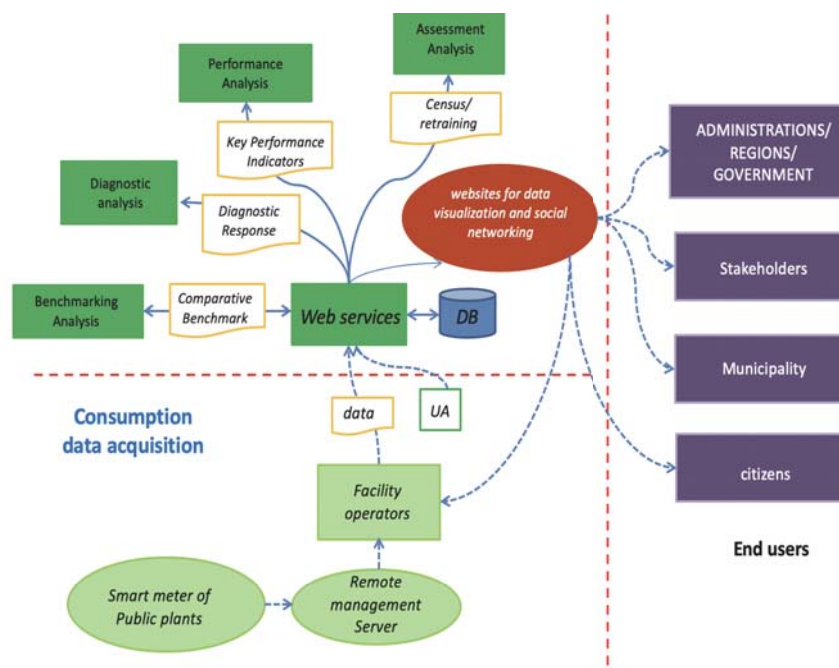 Assessment
Analysis
Performance
Analysis
Census/
retraining
Key Performance
Indicators
ADMINISTRATIONS/
REGIONS/
GOVERNMENT
Diagnostic
analysis
Diagnostic
Response
websites for data
visualization and social
networking
Stakeholders
Benchmarking
Analysis
Comparative
Benchmark
Web services
DB
Municipality
Consumption
data acquisition
data
UA
citizens
Facility
operators
End users
Smart meter of
Public plants
Remote
management
Server